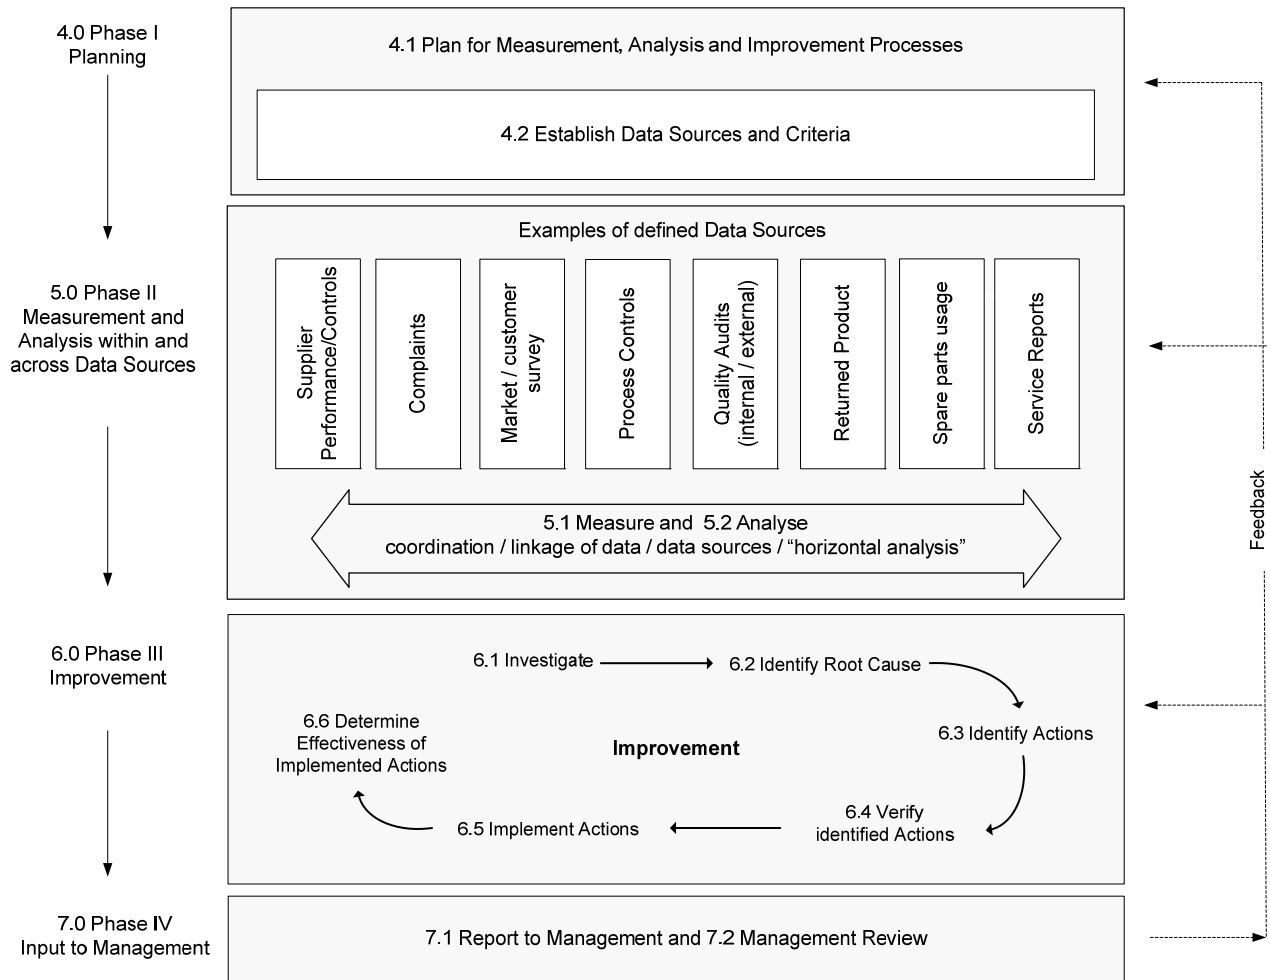 4.0 Phase I
Planning
4.1 Plan for Measurement, Analysis and Improvement Processes
4.2 Establish Data Sources and Criteria
5.0 Phase II
Measurement and
Analysis within and
across Data Sources
Examples of defined Data Sources
Supplier
Performance/Controls
Complaints
Market / customer
survey
Process Controls
Quality Audits
(internal / external)
Returned Product
Spare parts usage
Service Reports
5.1 Measure and 5.2 Analyse
coordination / linkage of data / data sources / “horizontal analysis”
6.0 Phase III
Improvement
6.1 Investigate
6.2 Identify Root Cause
6.3 Identify Actions
6.4 Verify
identified Actions
6.5 Implement Actions
6.6 Determine
Effectiveness of
Implemented Actions
Improvement
7.0 Phase IV
Input to Management
7.1 Report to Management and 7.2 Management Review
Feedback